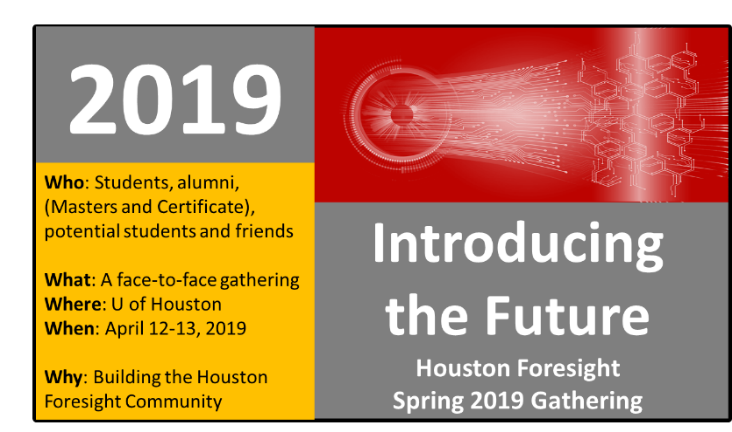 2019
Who: Students, alumni,
(Masters and Certificate),
potential students and friends
What: A face-to-face gathering
Where: U of Houston
When: April 12-13, 2019
Why: Building the Houston
Foresight Community
Introducing
the Future
Houston Foresight
Spring 2019 Gathering